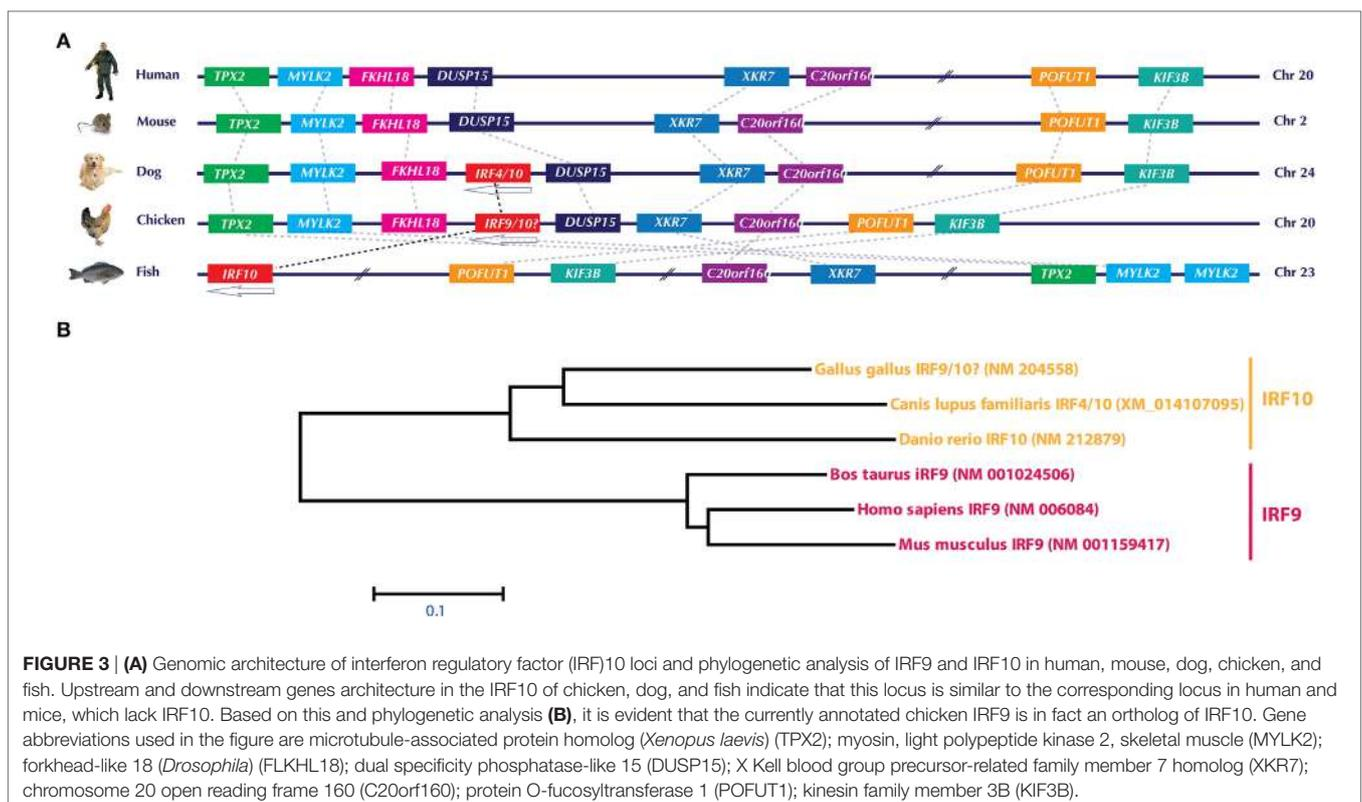 A
Human TPX2 MYLK2 FKHL18 DUSP15 XKR7 C20orf160 POFUT1 KIF3B Chr 20
Mouse TPX2 MYLK2 FKHL18 DUSP15 XKR7 C20orf160 POFUT1 KIF3B Chr 2
Dog TPX2 MYLK2 FKHL18 IRF4/10 DUSP15 XKR7 C20orf160 POFUT1 KIF3B Chr 24
Chicken TPX2 MYLK2 FKHL18 IRF9/10? DUSP15 XKR7 C20orf160 POFUT1 KIF3B Chr 20
Fish IRF10 POFUT1 KIF3B C20orf160 XKR7 TPX2 MYLK2 MYLK2 Chr 23
B
Gallus gallus IRF9/10? (NM 204558)
Canis lupus familiaris IRF4/10 (XM_014107095)
IRF10
Danio rerio IRF10 (NM 212879)
Bos taurus iRF9 (NM 001024506)
Homo sapiens IRF9 (NM 006084)
IRF9
Mus musculus IRF9 (NM 001159417)
0.1
FIGURE 3 | (A) Genomic architecture of interferon regulatory factor (IRF)10 loci and phylogenetic analysis of IRF9 and IRF10 in human, mouse, dog, chicken, and
fish. Upstream and downstream genes architecture in the IRF10 of chicken, dog, and fish indicate that this locus is similar to the corresponding locus in human and
mice, which lack IRF10. Based on this and phylogenetic analysis (B), it is evident that the currently annotated chicken IRF9 is in fact an ortholog of IRF10. Gene
abbreviations used in the figure are microtubule-associated protein homolog (Xenopus laevis) (TPX2); myosin, light polypeptide kinase 2, skeletal muscle (MYLK2);
forkhead-like 18 (Drosophila) (FLKHL18); dual specificity phosphatase-like 15 (DUSP15); X Kell blood group precursor-related family member 7 homolog (XKR7);
chromosome 20 open reading frame 160 (C20orf160); protein O-fucosyltransferase 1 (POFUT1); kinesin family member 3B (KIF3B).